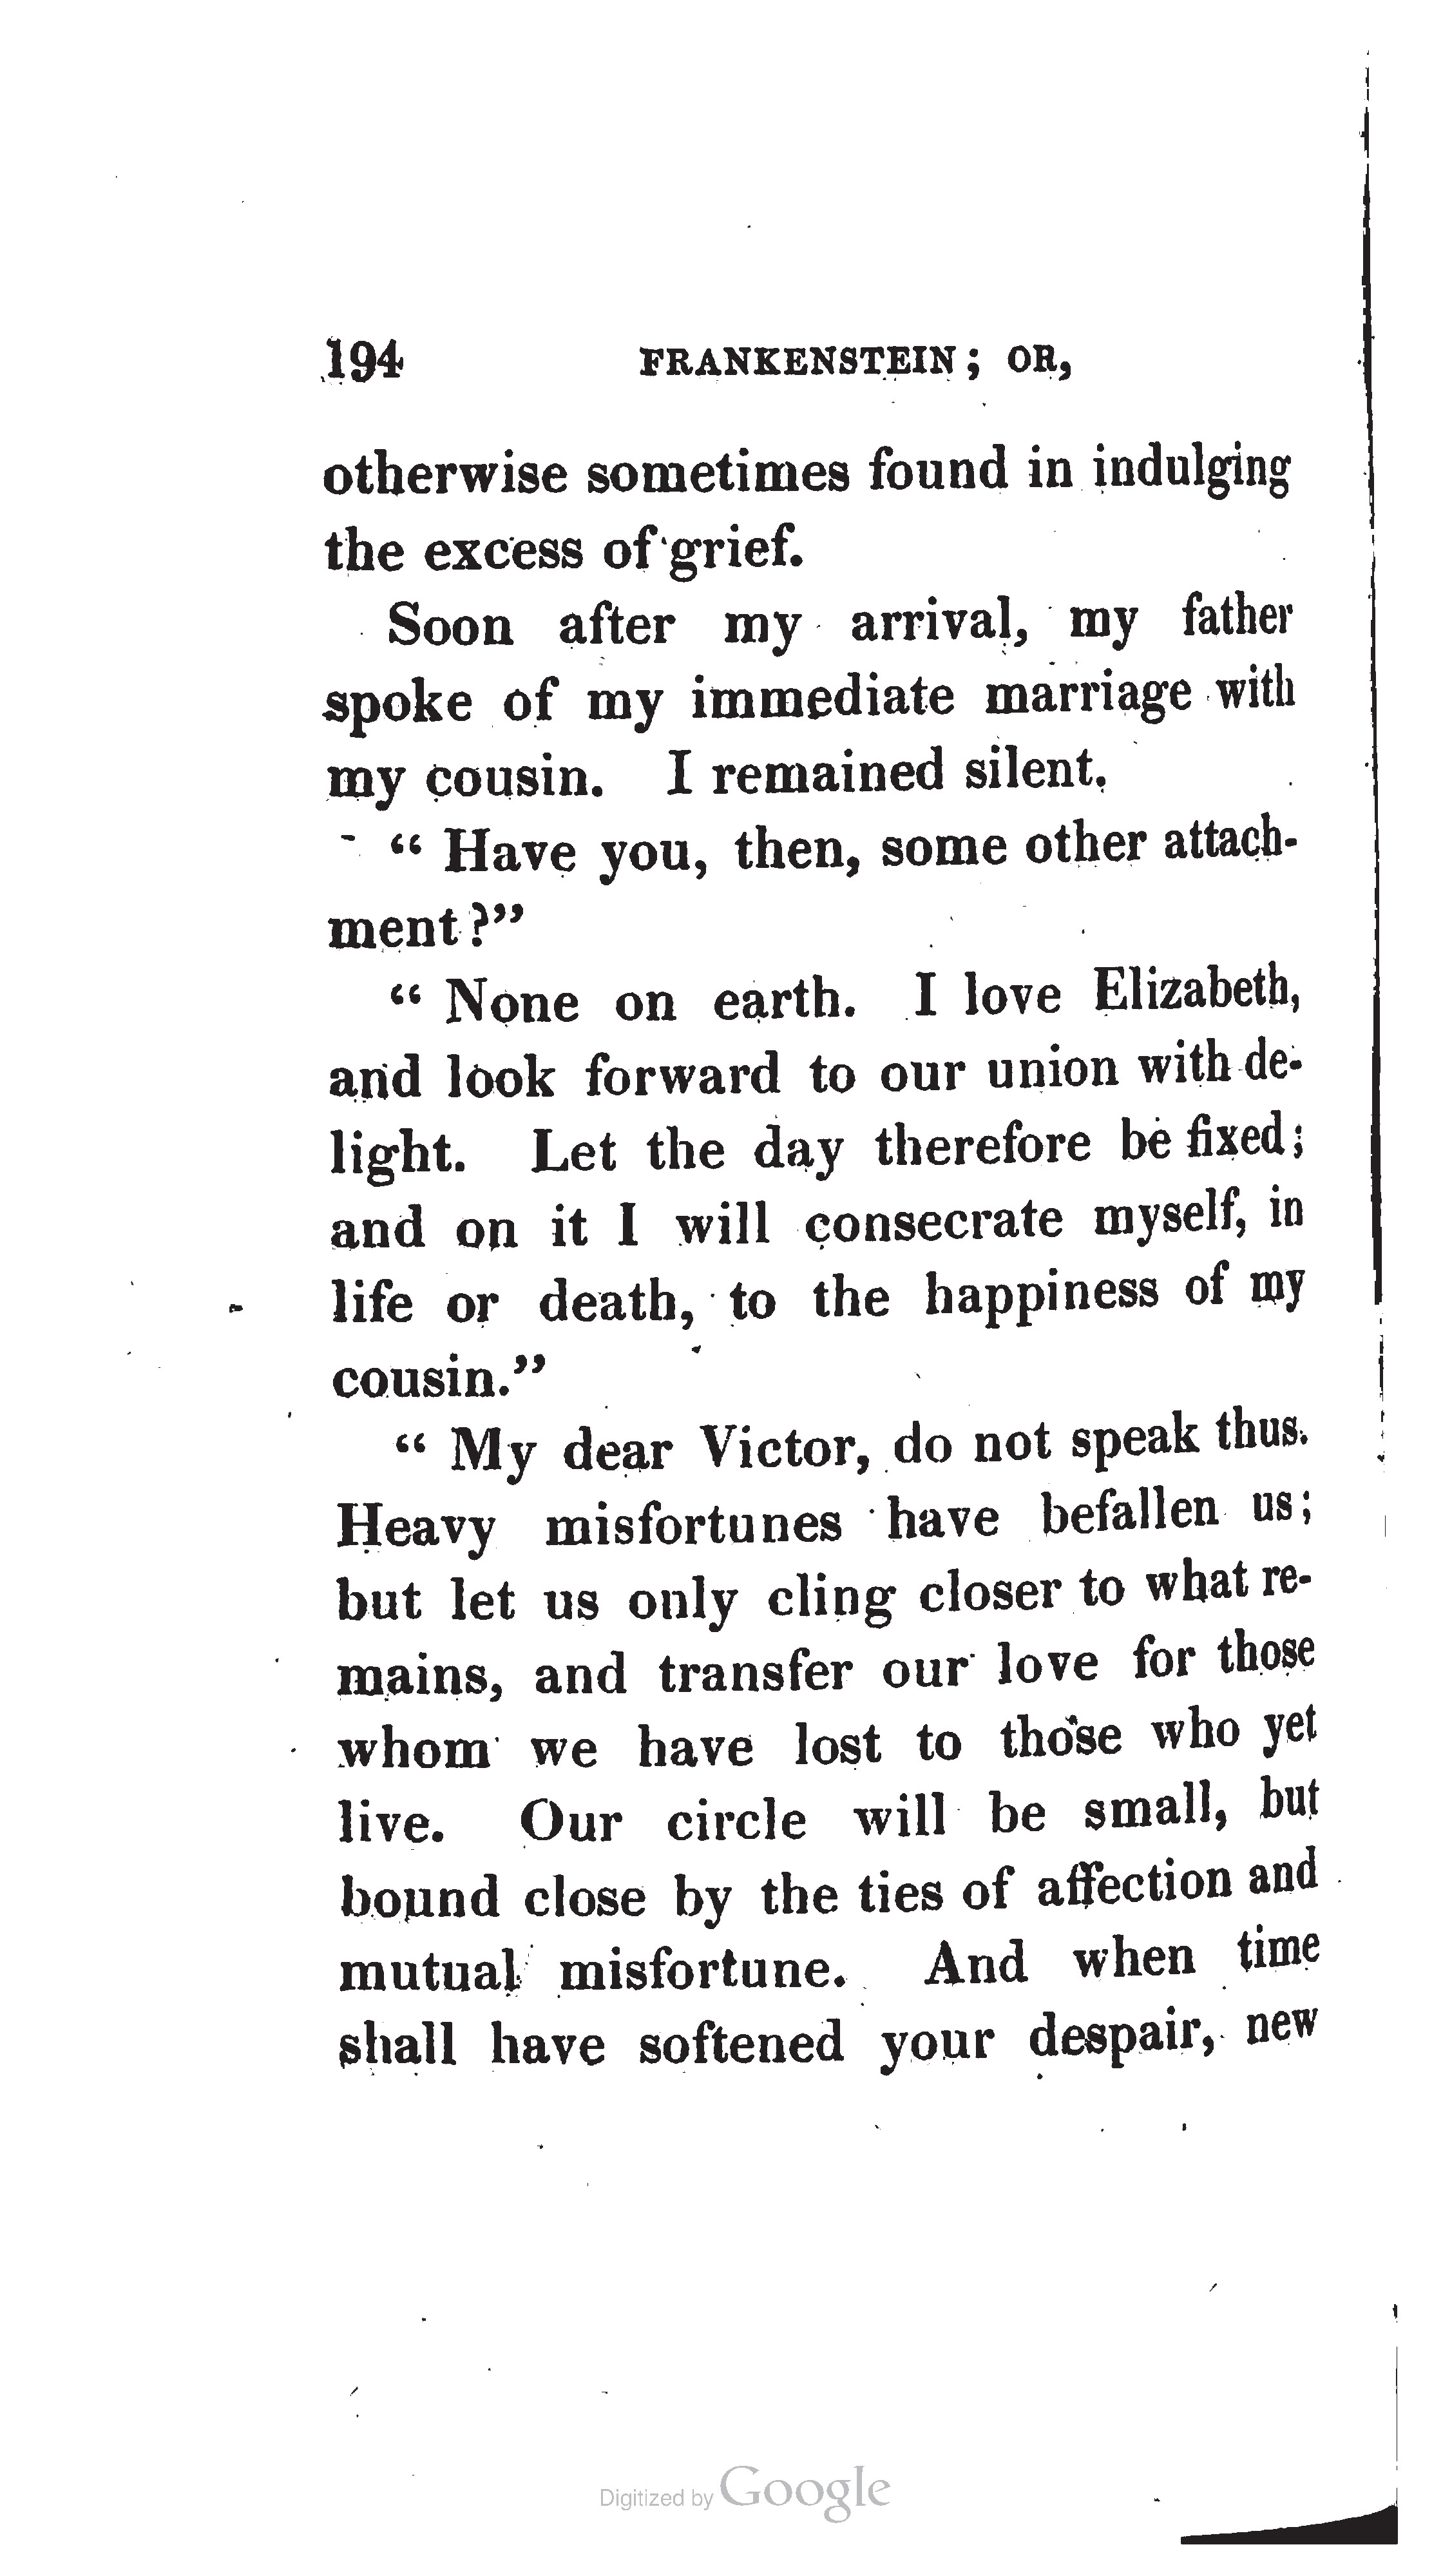 194 FRANKENSTEIN; OR,
otherwise sometimes found in indulging
the excess of grief.
Soon after my arrival, my father
spoke of my immediate marriage with
my cousin. I remained silent.
“ Have you, then, some other attach-
ment?”
“ None on earth. I love Elizabeth,
and look forward to our union with de-
light. Let the day therefore be fixed;
and on it I will consecrate myself, in
life or death, to the happiness of my
cousin.”
“ My dear Victor, do not speak thus.
Heavy misfortunes have befallen us;
but let us only cling closer to what re-
mains, and transfer our love for those
whom we have lost to those who yet
live. Our circle will be small, but
bound close by the ties of affection and
mutual misfortune. And when time
shall have softened your despair, new
Digitized by Google